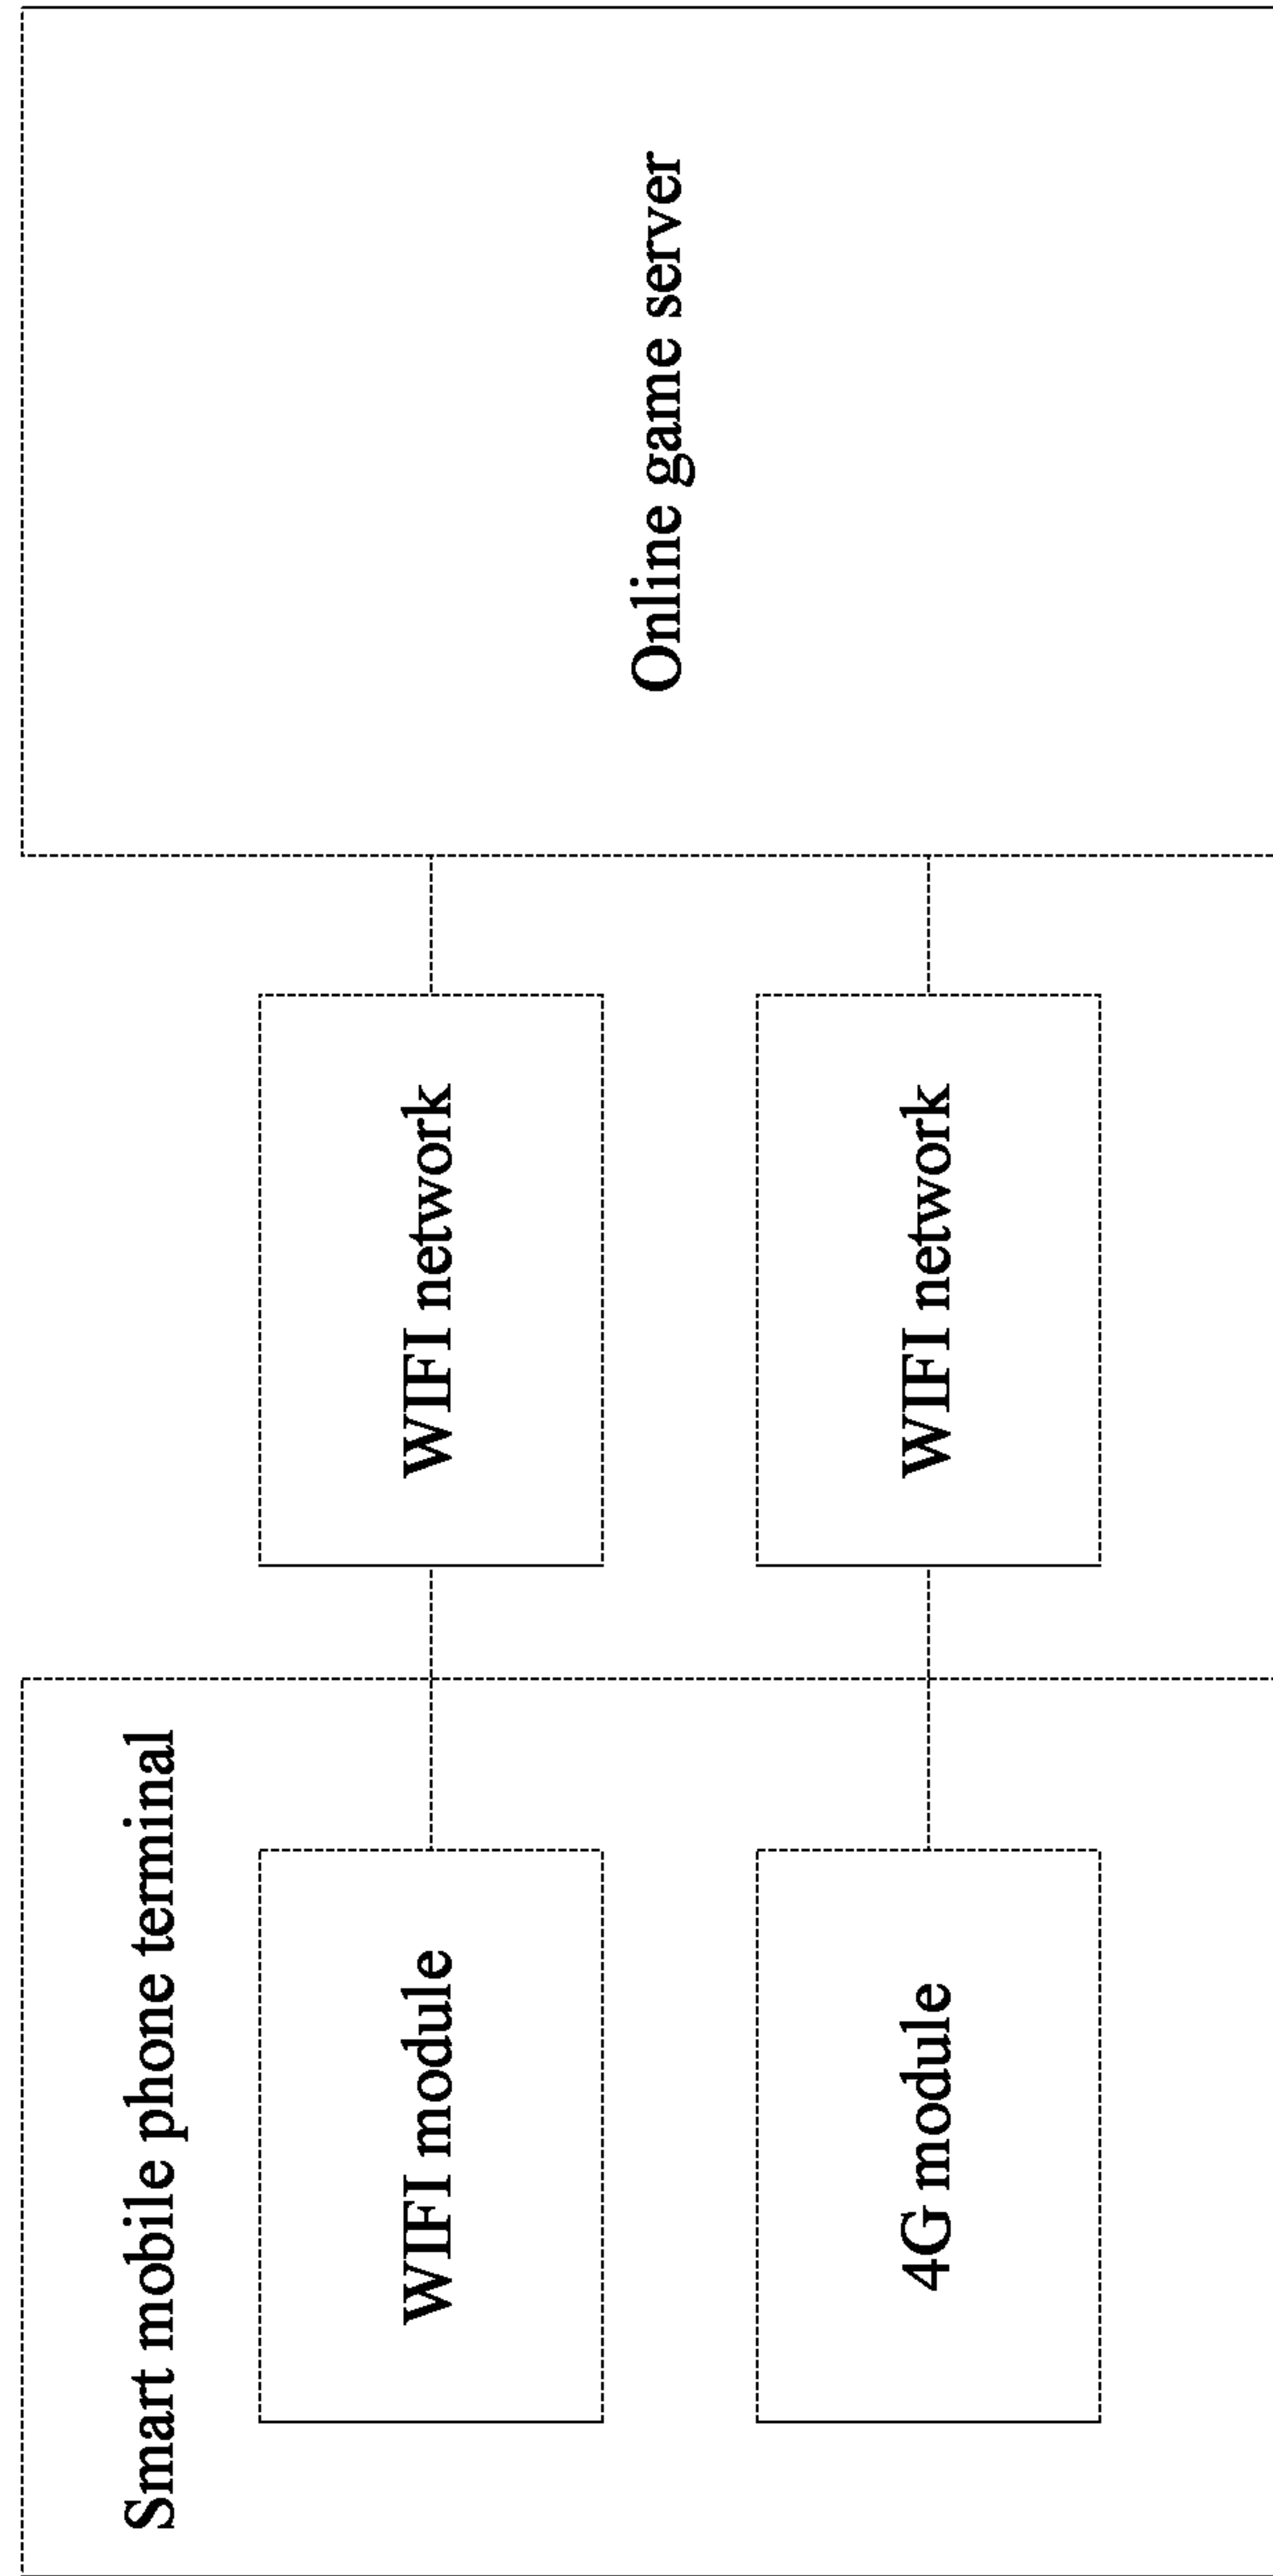 Smart mobile phone terminal
WIFI module
WIFI network
4G module
WIFI network
Online game server